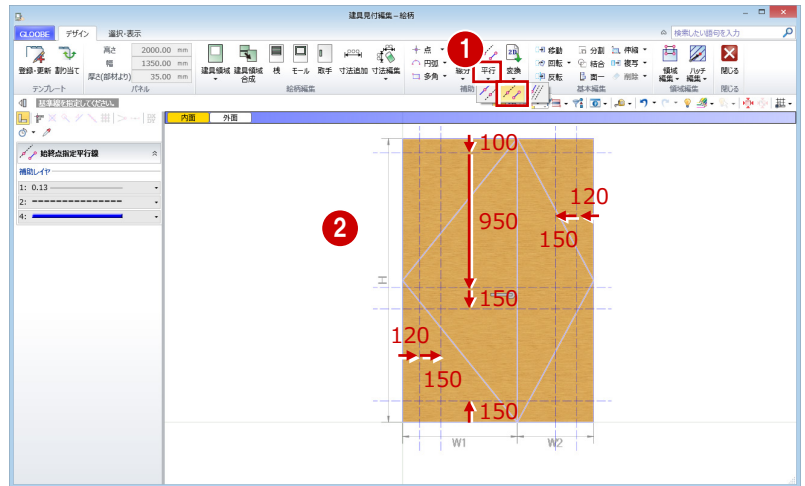 建具見付編集 - 絵柄
GLOOBE デザイン 選択・表示 検索したい語句を入力
登録・更新 割り当て
テンプレート
高さ 2000.00 mm
幅 1350.00 mm
厚さ(部材より) 35.00 mm
パネル
建具領域 建具領域合成 桟 モール 取手 寸法追加 寸法編集
絵柄編集
点 円弧 多角 線分 平行 変換
補助
移動 分割 伸縮
回転 結合 複写
反転 面一 削除
基本編集
領域編集 ハッチ編集
領域編集
閉じる
閉じる
基準線を指定してください。
内面 外面
始終点指定平行線
補助レイヤ
1: 0.13
2:
4:
1
2
100
120
950
150
150
120
150
150
H
W1 W2